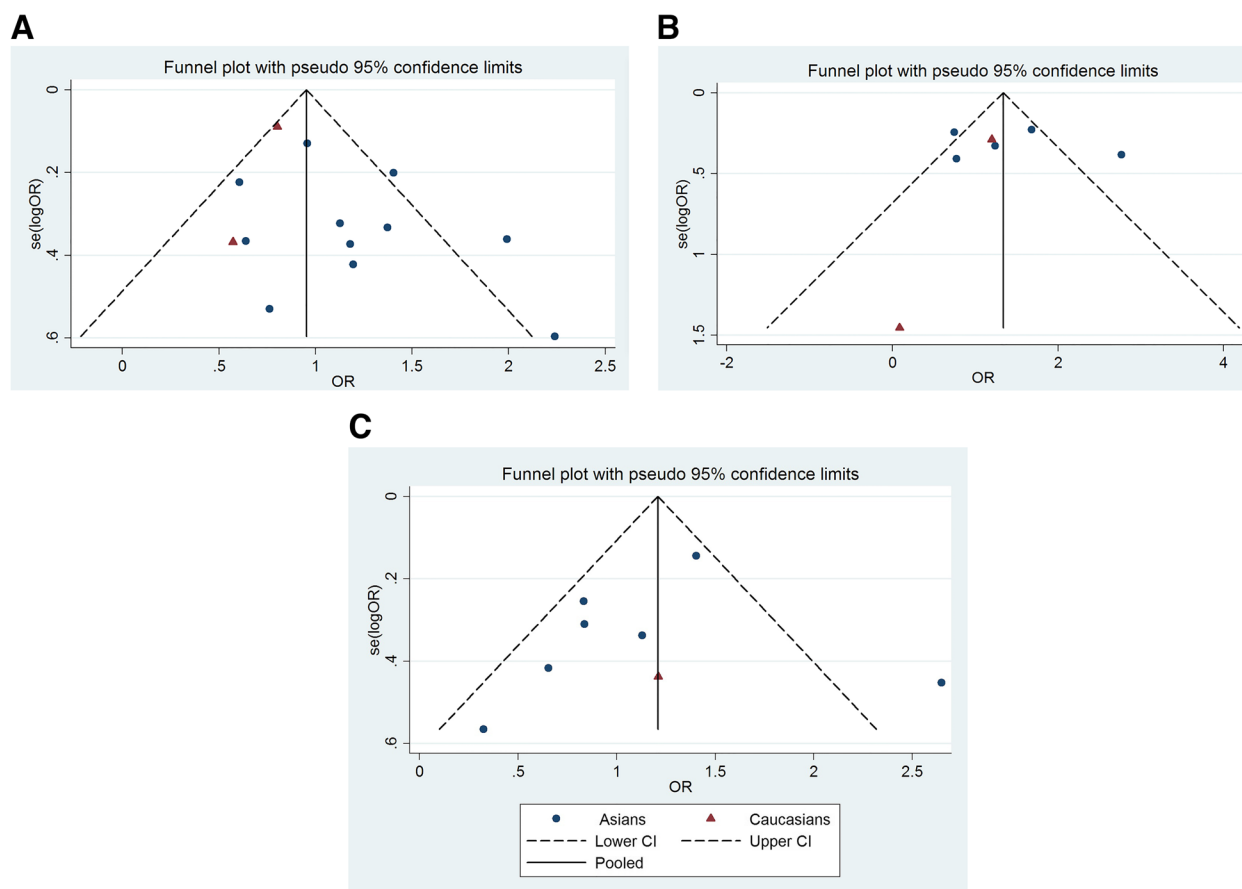 A
Funnel plot with pseudo 95% confidence limits
se(logOR)
0
.2
.4
.6
0 .5 1 1.5 2 2.5
OR
B
Funnel plot with pseudo 95% confidence limits
se(logOR)
0
.5
1
1.5
-2 0 2 4
OR
C
Funnel plot with pseudo 95% confidence limits
se(logOR)
0
.2
.4
.6
0 .5 1 1.5 2 2.5
OR
Asians Caucasians
Lower CI Upper CI
Pooled